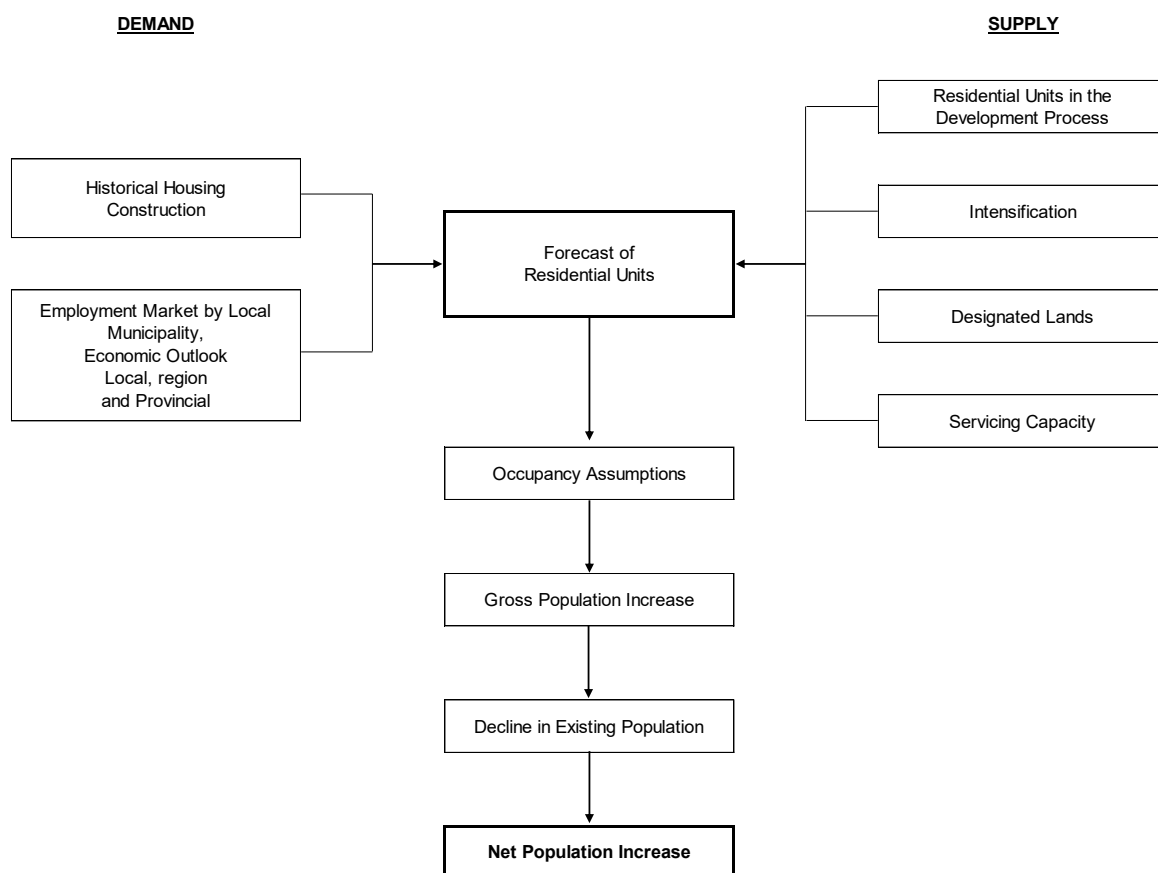 DEMAND
SUPPLY
Residential Units in the
Development Process
Historical Housing
Construction
Intensification
Forecast of
Residential Units
Employment Market by Local
Municipality,
Economic Outlook
Local, region
and Provincial
Designated Lands
Servicing Capacity
Occupancy Assumptions
Gross Population Increase
Decline in Existing Population
Net Population Increase